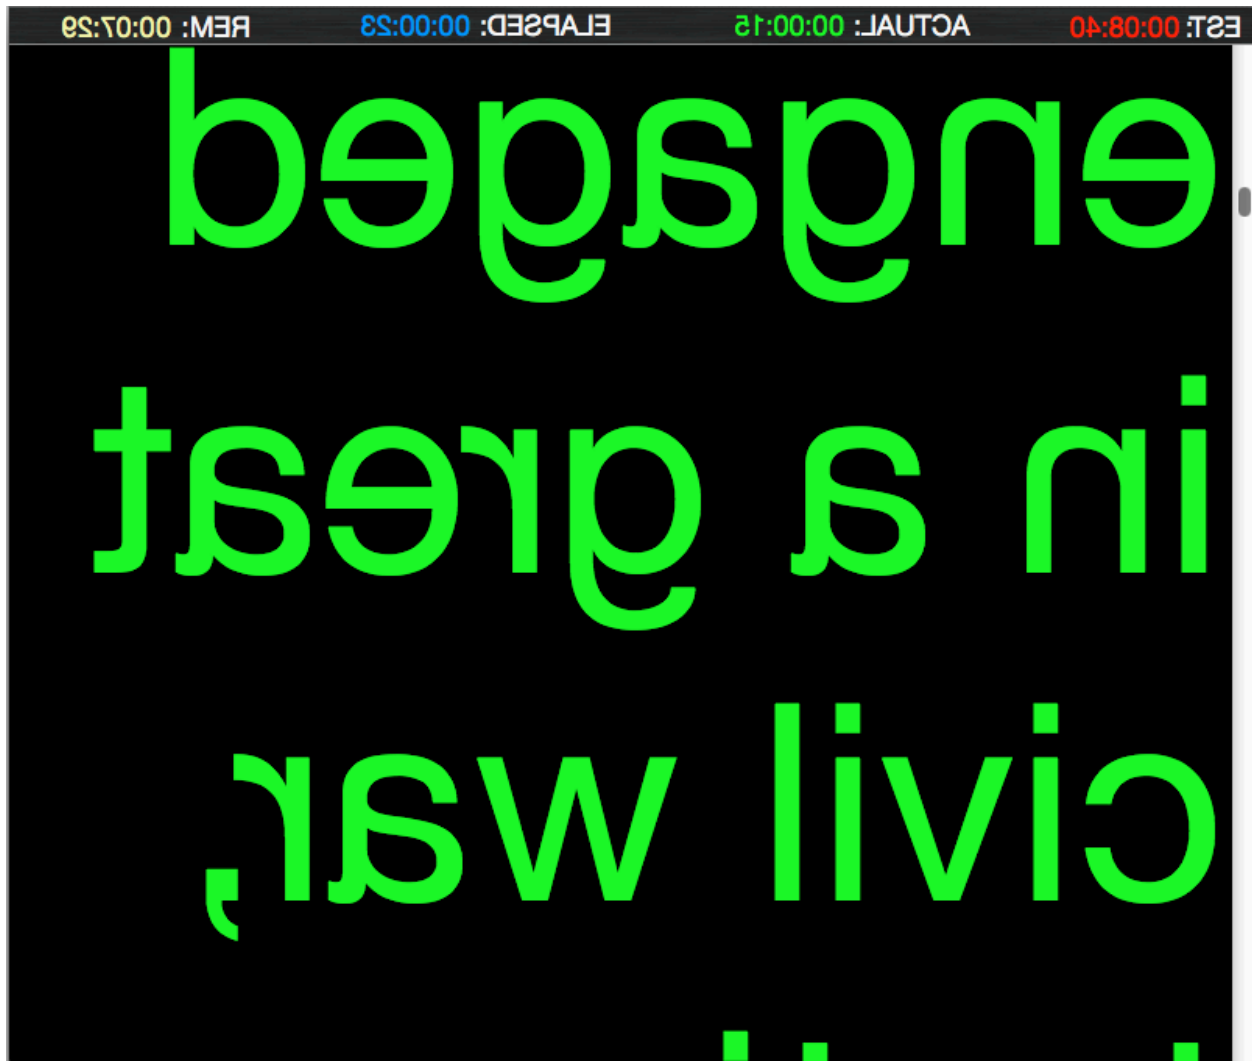 EST: 00:08:40 ACTUAL: 00:00:15 ELAPSED: 00:00:23 REM: 00:07:29
engaged
in a great
civil war,